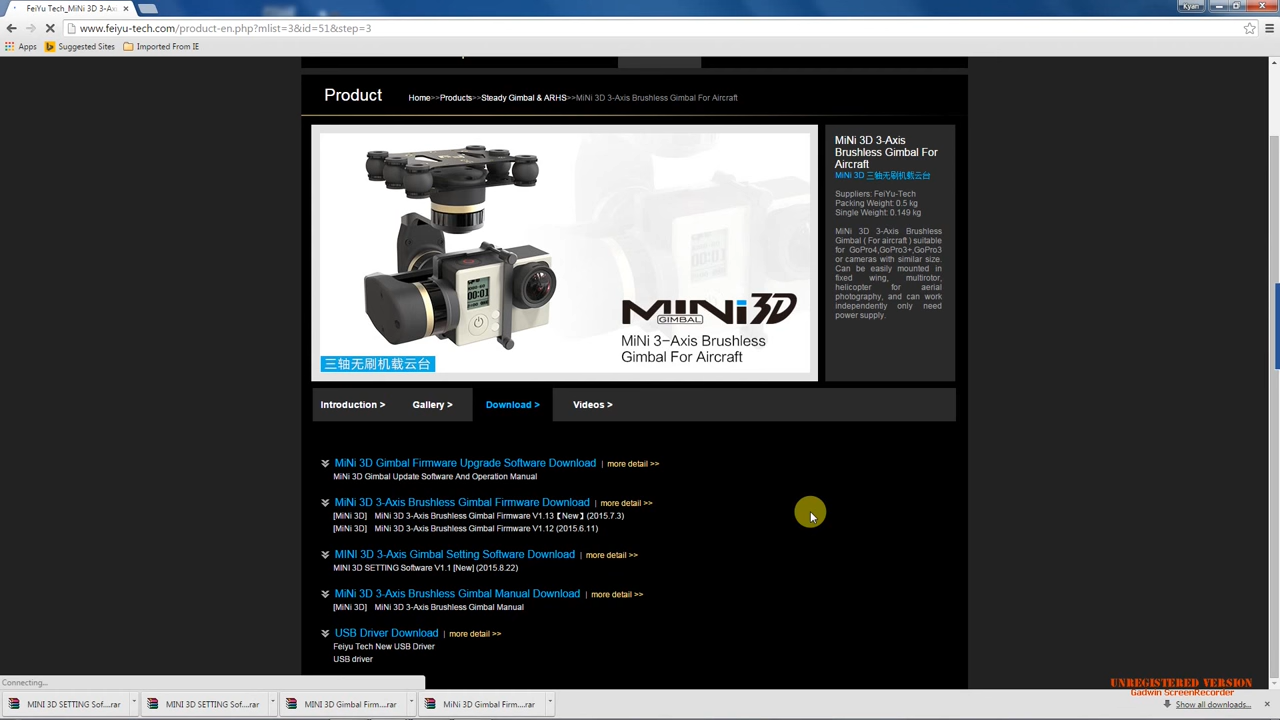 FeiYu Tech_MiNi 3D 3-Ax
Kyan
www.feiyu-tech.com/product-en.php?mlist=3&id=51&step=3
Apps Suggested Sites Imported From IE
Product Home>>Products>>Steady Gimbal & ARHS>>MiNi 3D 3-Axis Brushless Gimbal For Aircraft
00:01
MiNi3D
GIMBAL
MiNi 3-Axis Brushless
Gimbal For Aircraft
三轴无刷机载云台
MiNi 3D 3-Axis
Brushless Gimbal For
Aircraft
MiNi 3D 三轴无刷机载云台
Suppliers: FeiYu-Tech
Packing Weight: 0.5 kg
Single Weight: 0.149 kg
MiNi 3D 3-Axis Brushless
Gimbal ( For aircraft ) suitable
for GoPro4,GoPro3+,GoPro3
or cameras with similar size.
Can be easily mounted in
fixed wing, multirotor,
helicopter for aerial
photography, and can work
independently only need
power supply.
Introduction > Gallery > Download > Videos >
MiNi 3D Gimbal Firmware Upgrade Software Download | more detail >>
MiNi 3D Gimbal Update Software And Operation Manual
MiNi 3D 3-Axis Brushless Gimbal Firmware Download | more detail >>
[MiNi 3D] MiNi 3D 3-Axis Brushless Gimbal Firmware V1.13【New】(2015.7.3)
[MiNi 3D] MiNi 3D 3-Axis Brushless Gimbal Firmware V1.12 (2015.6.11)
MINI 3D 3-Axis Gimbal Setting Software Download | more detail >>
MINI 3D SETTING Software V1.1 [New] (2015.8.22)
MiNi 3D 3-Axis Brushless Gimbal Manual Download | more detail >>
[MiNi 3D] MiNi 3D 3-Axis Brushless Gimbal Manual
USB Driver Download | more detail >>
Feiyu Tech New USB Driver
USB driver
Connecting...
UNREGISTERED VERSION
Gadwin ScreenRecorder
MINI 3D SETTING Sof....rar MINI 3D SETTING Sof....rar MINI 3D Gimbal Firm....rar MiNi 3D Gimbal Firm....rar Show all downloads...